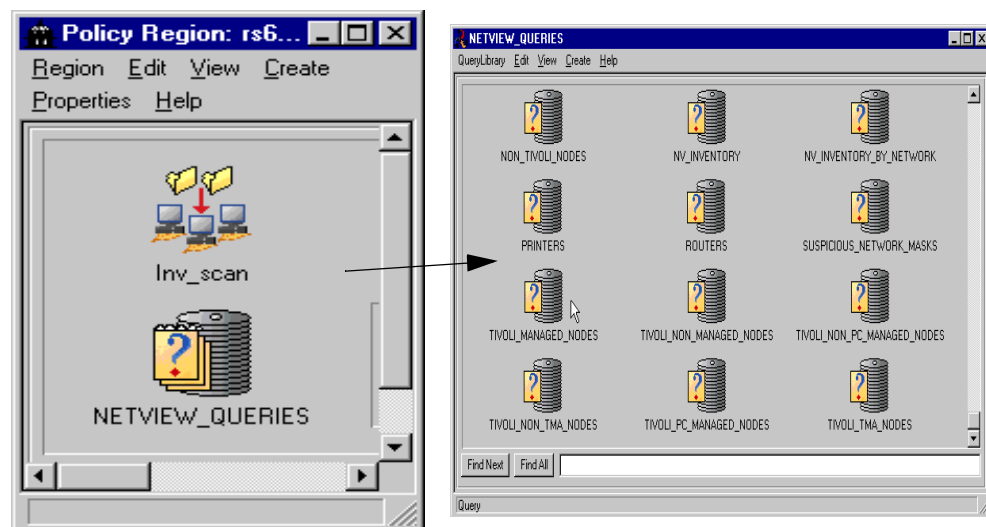 Policy Region: rs6...
Region Edit View Create
Properties Help
Inv_scan
NETVIEW_QUERIES
NETVIEW_QUERIES
QueryLibrary Edit View Create Help
NON_TIVOLI_NODES NV_INVENTORY NV_INVENTORY_BY_NETWORK
PRINTERS ROUTERS SUSPICIOUS_NETWORK_MASKS
TIVOLI_MANAGED_NODES TIVOLI_NON_MANAGED_NODES TIVOLI_NON_PC_MANAGED_NODES
TIVOLI_NON_TMA_NODES TIVOLI_PC_MANAGED_NODES TIVOLI_TMA_NODES
Find Next Find All
Query